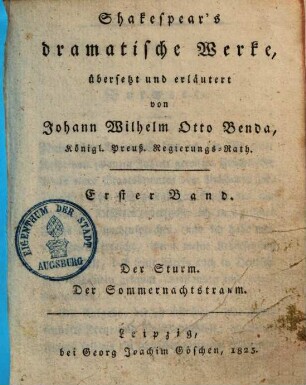 Shakespear's
dramatische Werke,
übersetzt und erläutert
von
Johann Wilhelm Otto Benda,
Königl. Preuß. Regierungs-Rath.
Erster Band.
EIGENTHUM DER STADT
AUGSBURG
Der Sturm.
Der Sommernachtstraum.
Leipzig,
bei Georg Joachim Göschen, 1825.